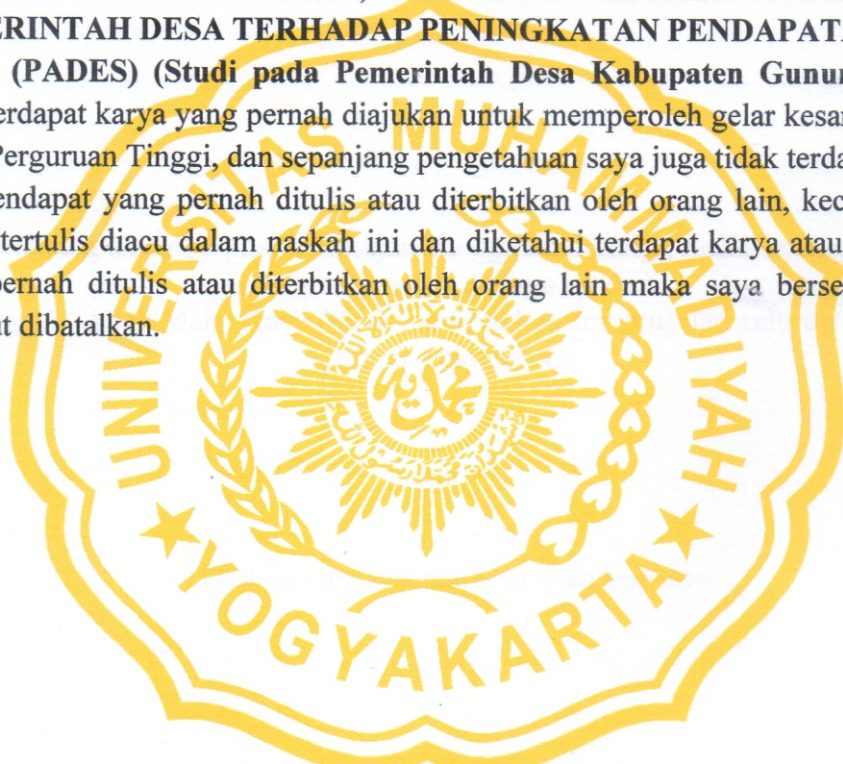 ERINTAH DESA TERHADAP PENINGKATAN PENDAPATA
(PADES) (Studi pada Pemerintah Desa Kabupaten Gunun
erdapat karya yang pernah diajukan untuk memperoleh gelar kesar
Perguruan Tinggi, dan sepanjang pengetahuan saya juga tidak terda
endapat yang pernah ditulis atau diterbitkan oleh orang lain, kec
tertulis diacu dalam naskah ini dan diketahui terdapat karya atau
pernah ditulis atau diterbitkan oleh orang lain maka saya berse
ut dibatalkan.
UNIVERSITAS MUHAMMADIYAH
YOGYAKARTA
محمدية